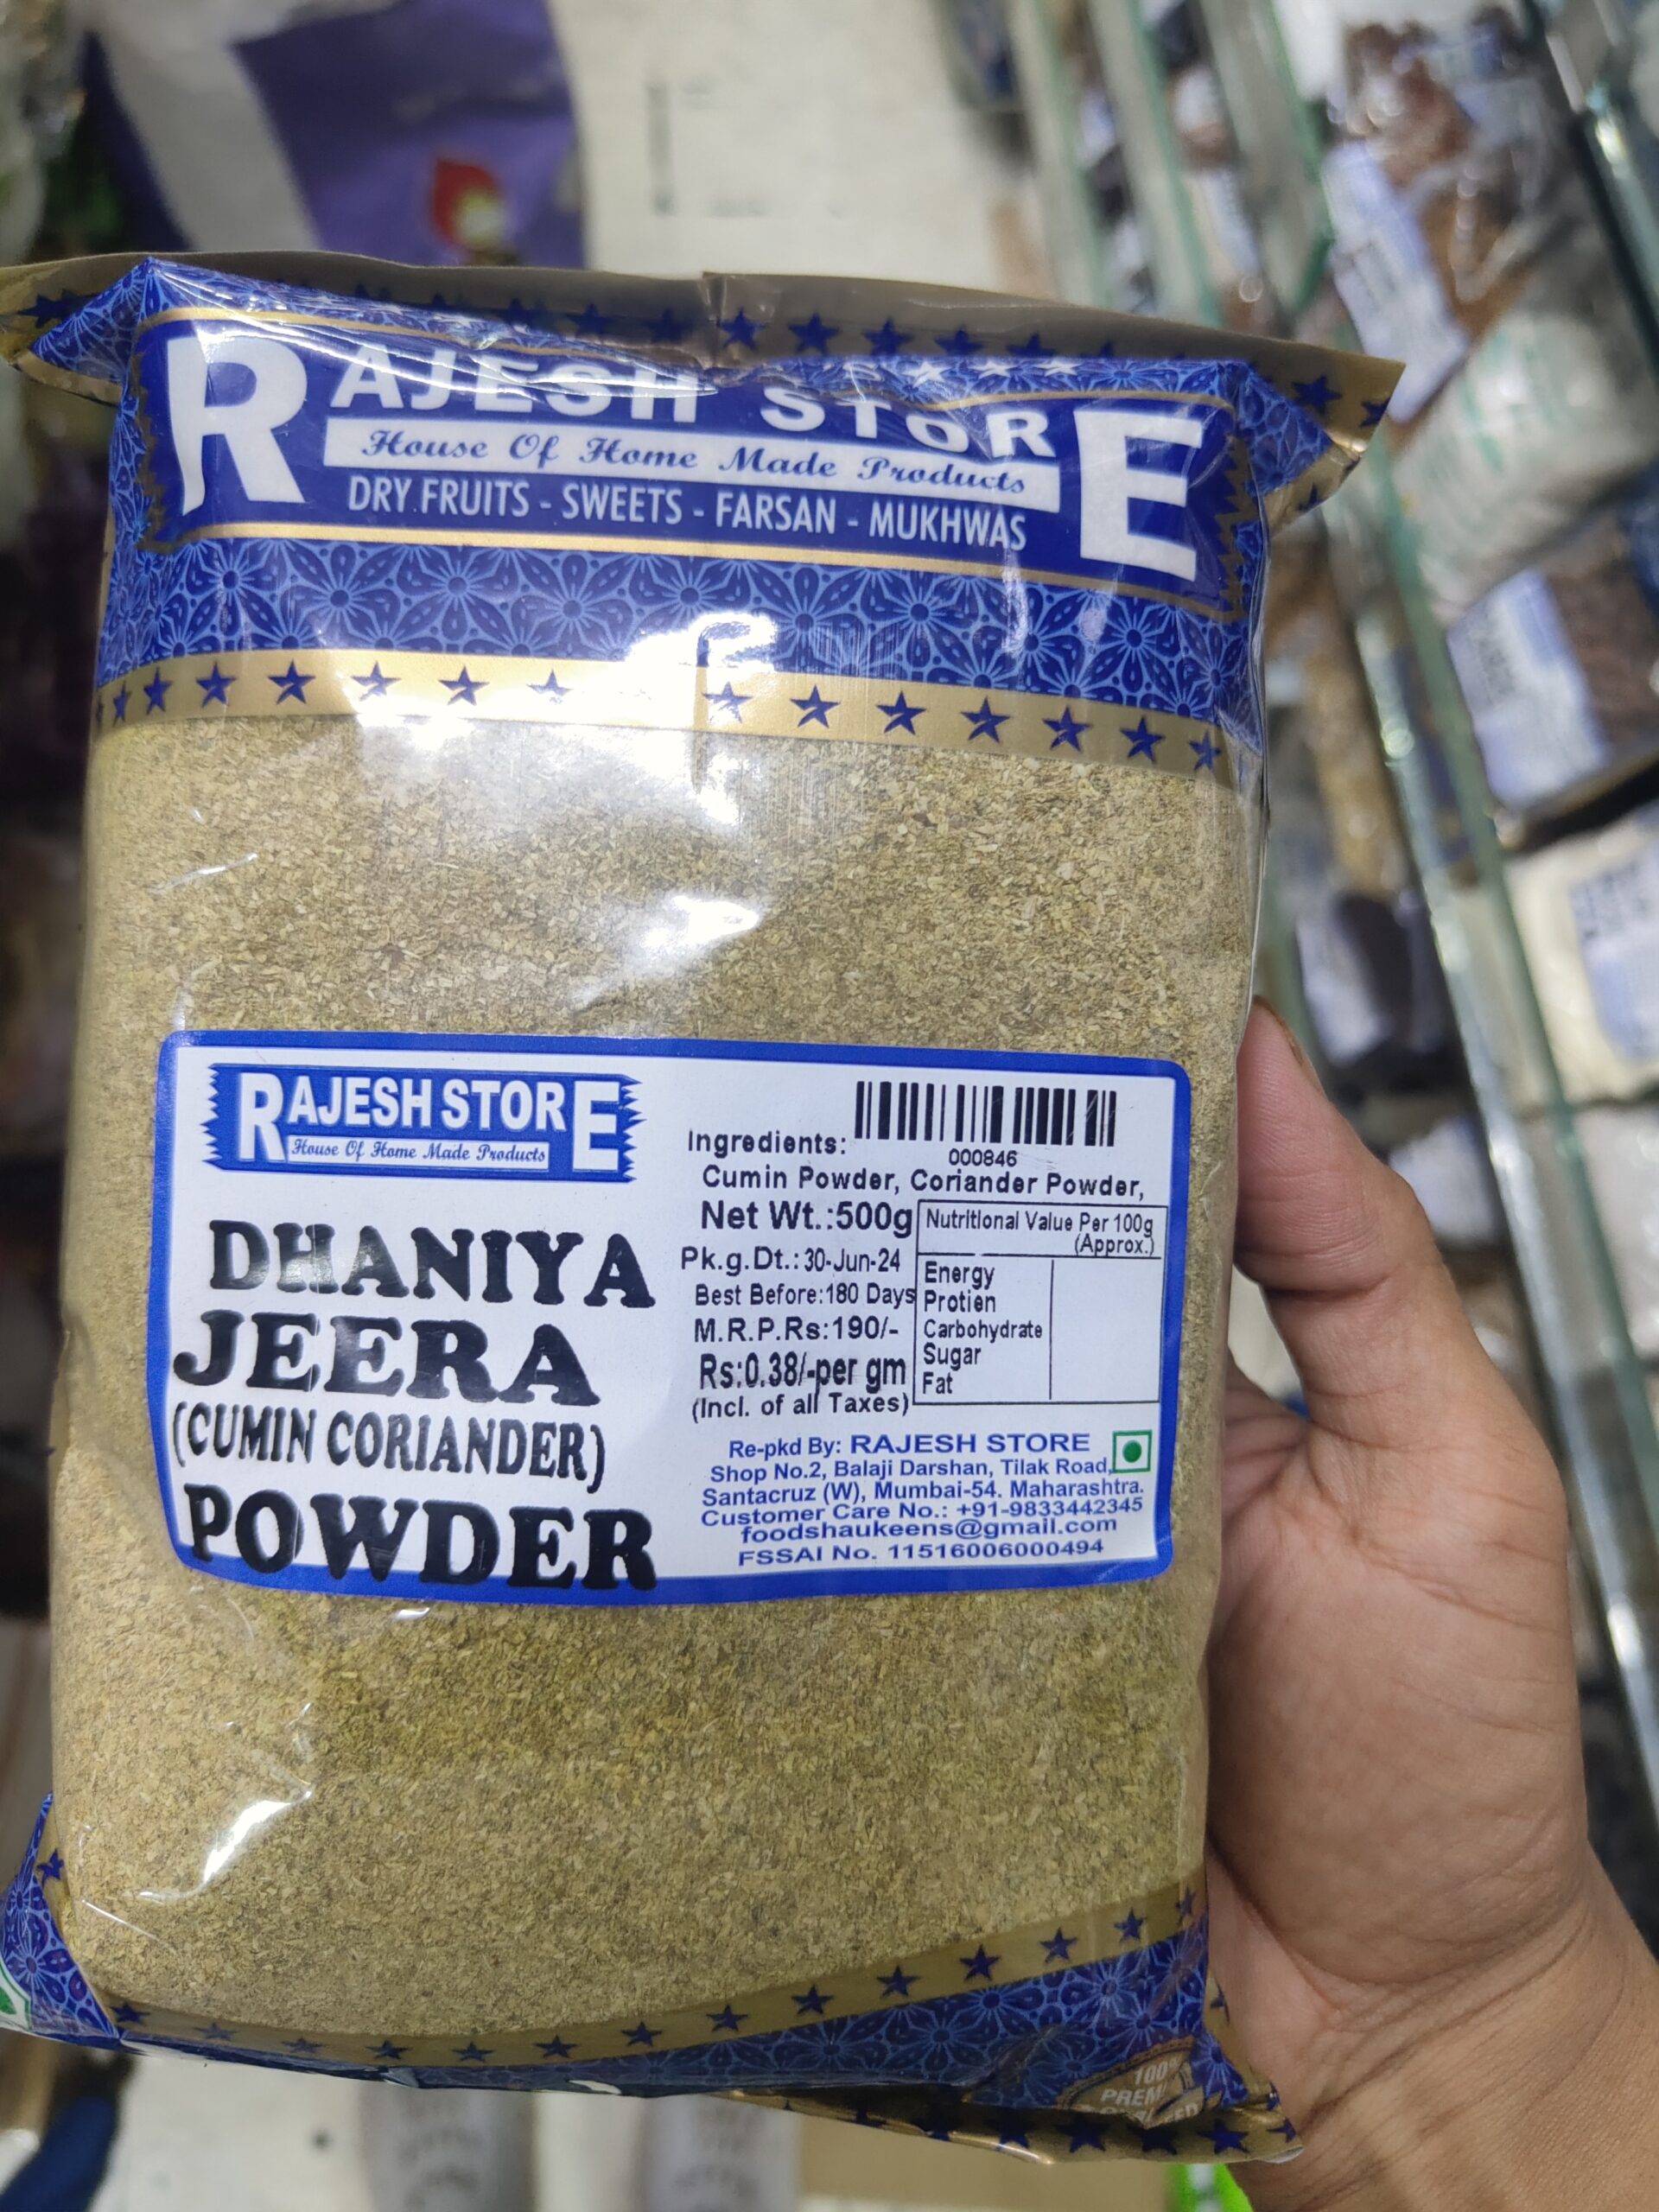 RAJESH STORE
House Of Home Made Products
DRY FRUITS - SWEETS - FARSAN - MUKHWAS
RAJESH STORE
House Of Home Made Products
DHANIYA
JEERA
(CUMIN CORIANDER)
POWDER
000846
Ingredients:
Cumin Powder, Coriander Powder,
Net Wt.:500g
Pk.g.Dt.:30-Jun-24
Best Before:180 Days
M.R.P.Rs:190/-
Rs:0.38/-per gm
(Incl. of all Taxes)
Nutritional Value Per 100g
(Approx.)
Energy
Protien
Carbohydrate
Sugar
Fat
Re-pkd By: RAJESH STORE
Shop No.2, Balaji Darshan, Tilak Road,
Santacruz (W), Mumbai-54. Maharashtra.
Customer Care No.: +91-9833442345
foodshaukeens@gmail.com
FSSAI No. 11516006000494